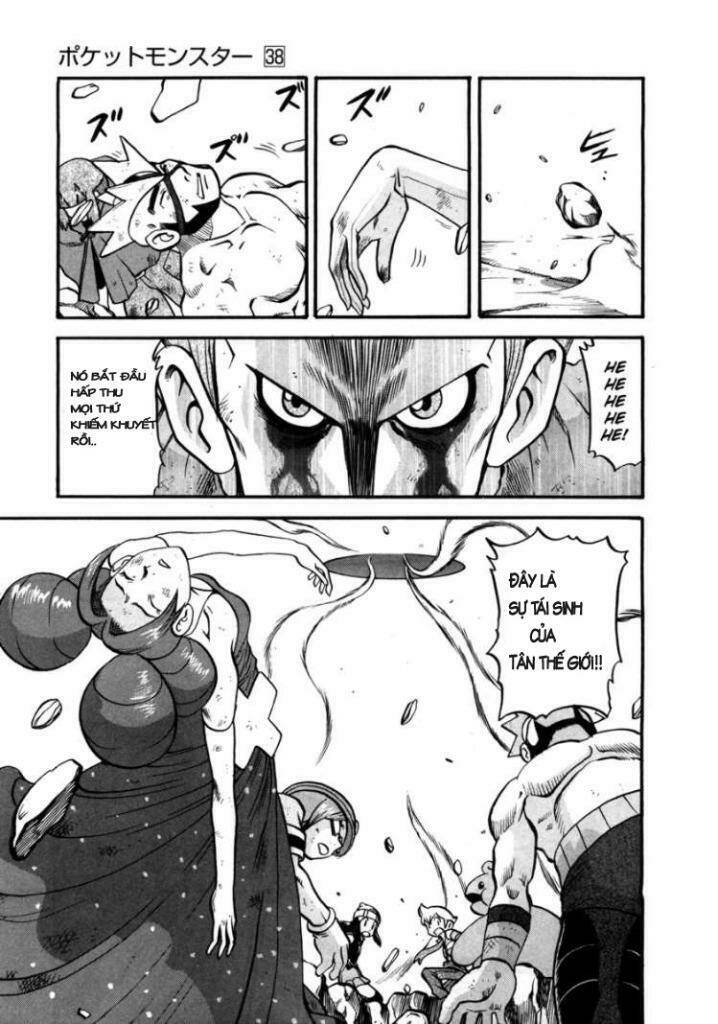 ポケットモンスター 38
ビュ
ズ
ズ
ズ
ズ
HE
HE
HE
HE
HE!
NÓ BẮT ĐẦU
HẤP THU
MỌI THỨ
KHIẾM KHUYẾT
RỒI..
ĐÂY LÀ
SỰ TÁI SINH
CỦA
TÂN THẾ GIỚI!!